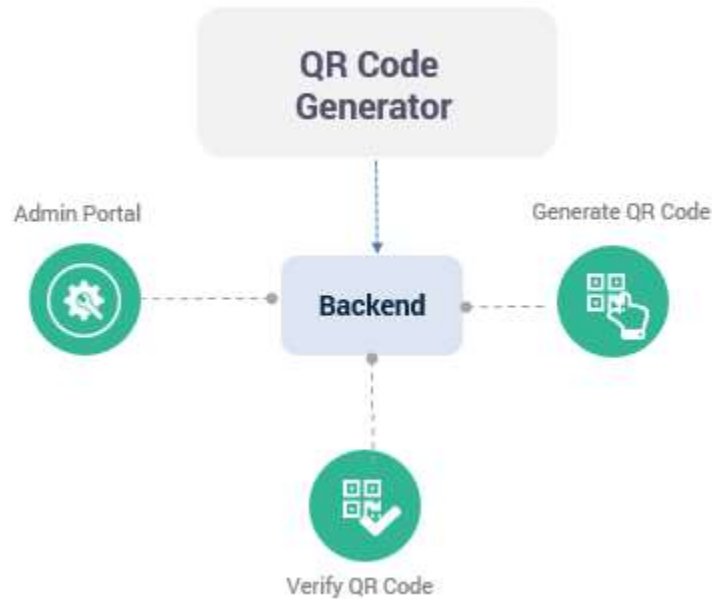 QR Code
Generator
Admin Portal
Generate QR Code
Backend
Verify QR Code